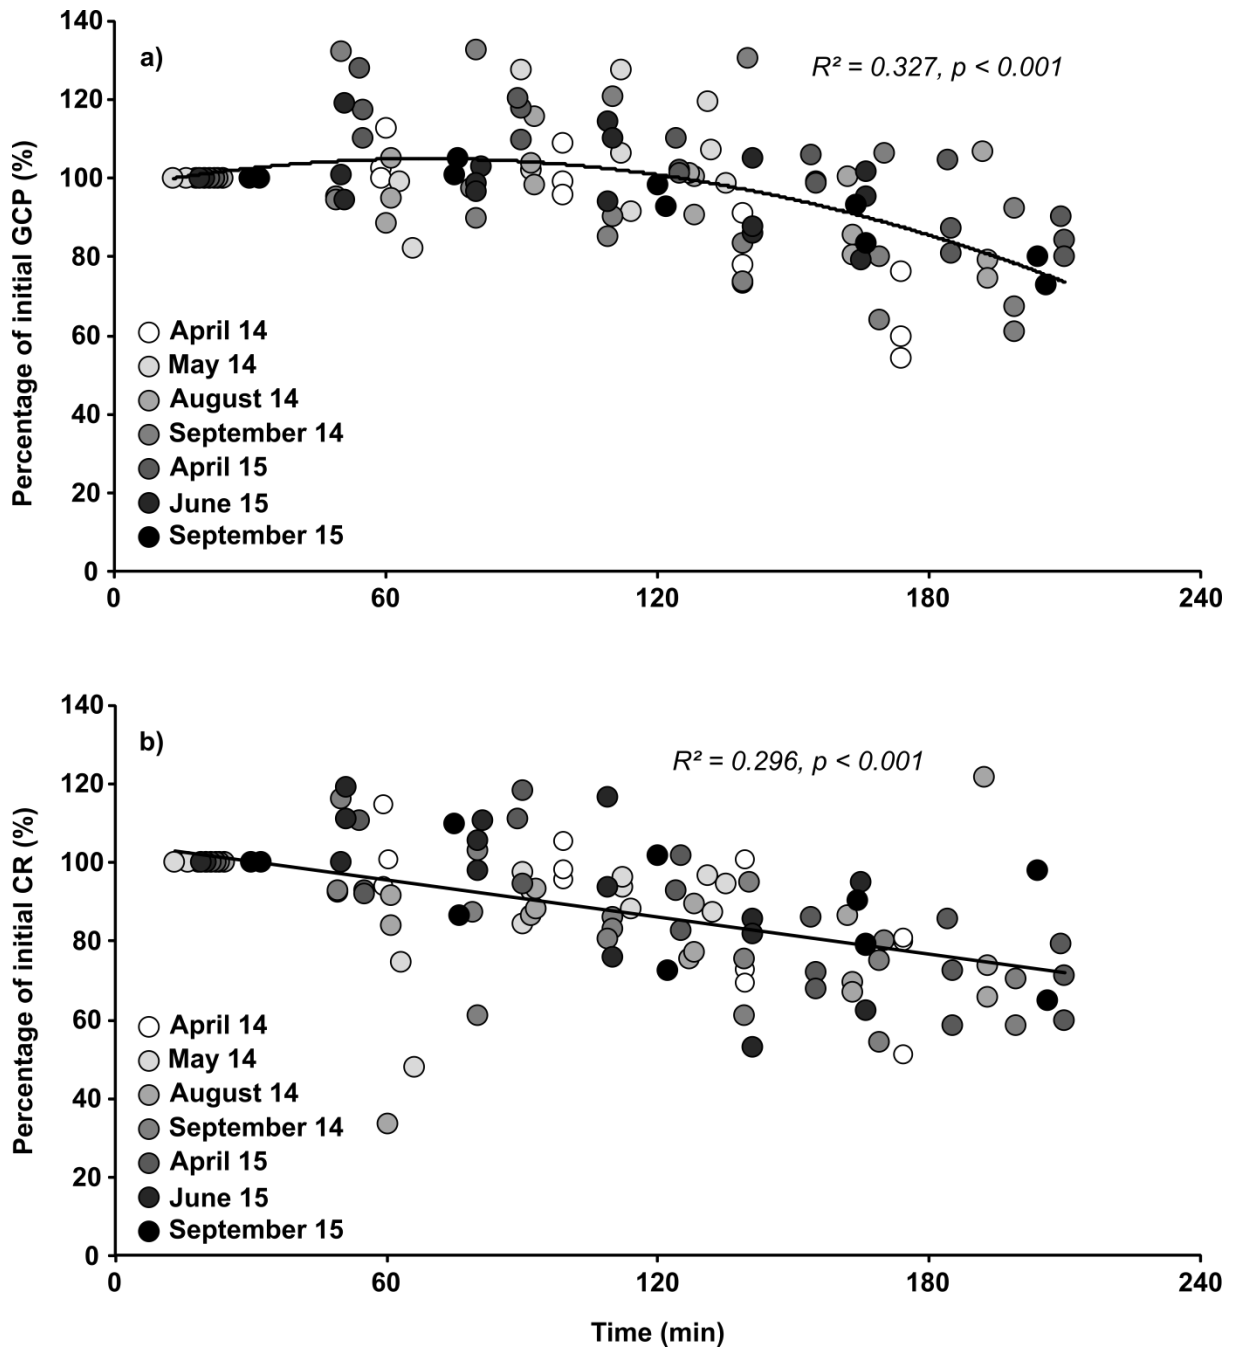 140
a)
R² = 0.327, p < 0.001
120
100
80
60
40
20
0
Percentage of initial GCP (%)
April 14
May 14
August 14
September 14
April 15
June 15
September 15
0 60 120 180 240
140
b)
R² = 0.296, p < 0.001
120
100
80
60
40
20
0
Percentage of initial CR (%)
April 14
May 14
August 14
September 14
April 15
June 15
September 15
0 60 120 180 240
Time (min)